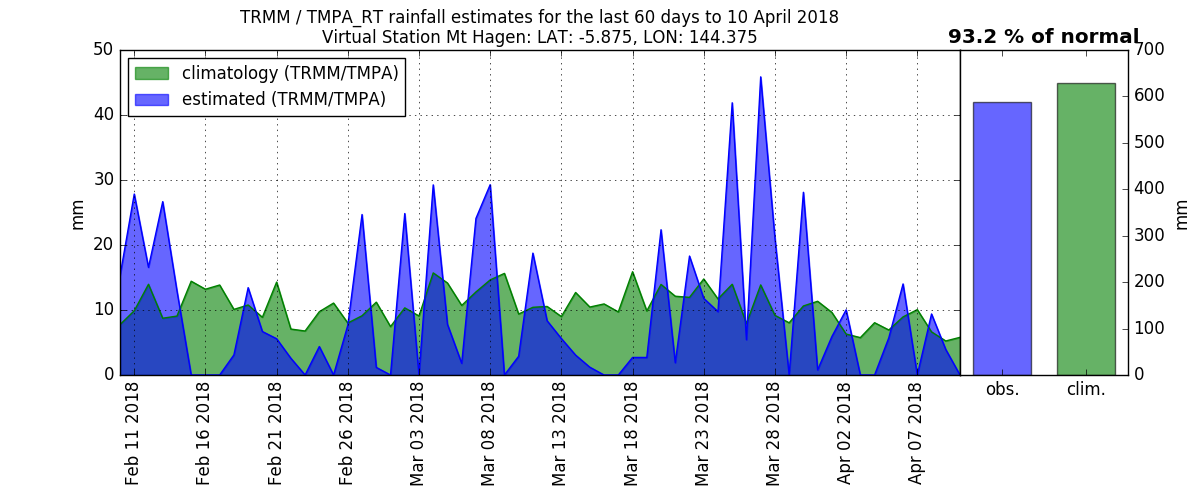 TRMM / TMPA_RT rainfall estimates for the last 60 days to 10 April 2018
Virtual Station Mt Hagen: LAT: -5.875, LON: 144.375
93.2 % of normal
climatology (TRMM/TMPA)
estimated (TRMM/TMPA)
50
40
30
20
10
0
mm
Feb 11 2018
Feb 16 2018
Feb 21 2018
Feb 26 2018
Mar 03 2018
Mar 08 2018
Mar 13 2018
Mar 18 2018
Mar 23 2018
Mar 28 2018
Apr 02 2018
Apr 07 2018
obs.
clim.
700
600
500
400
300
200
100
0
mm